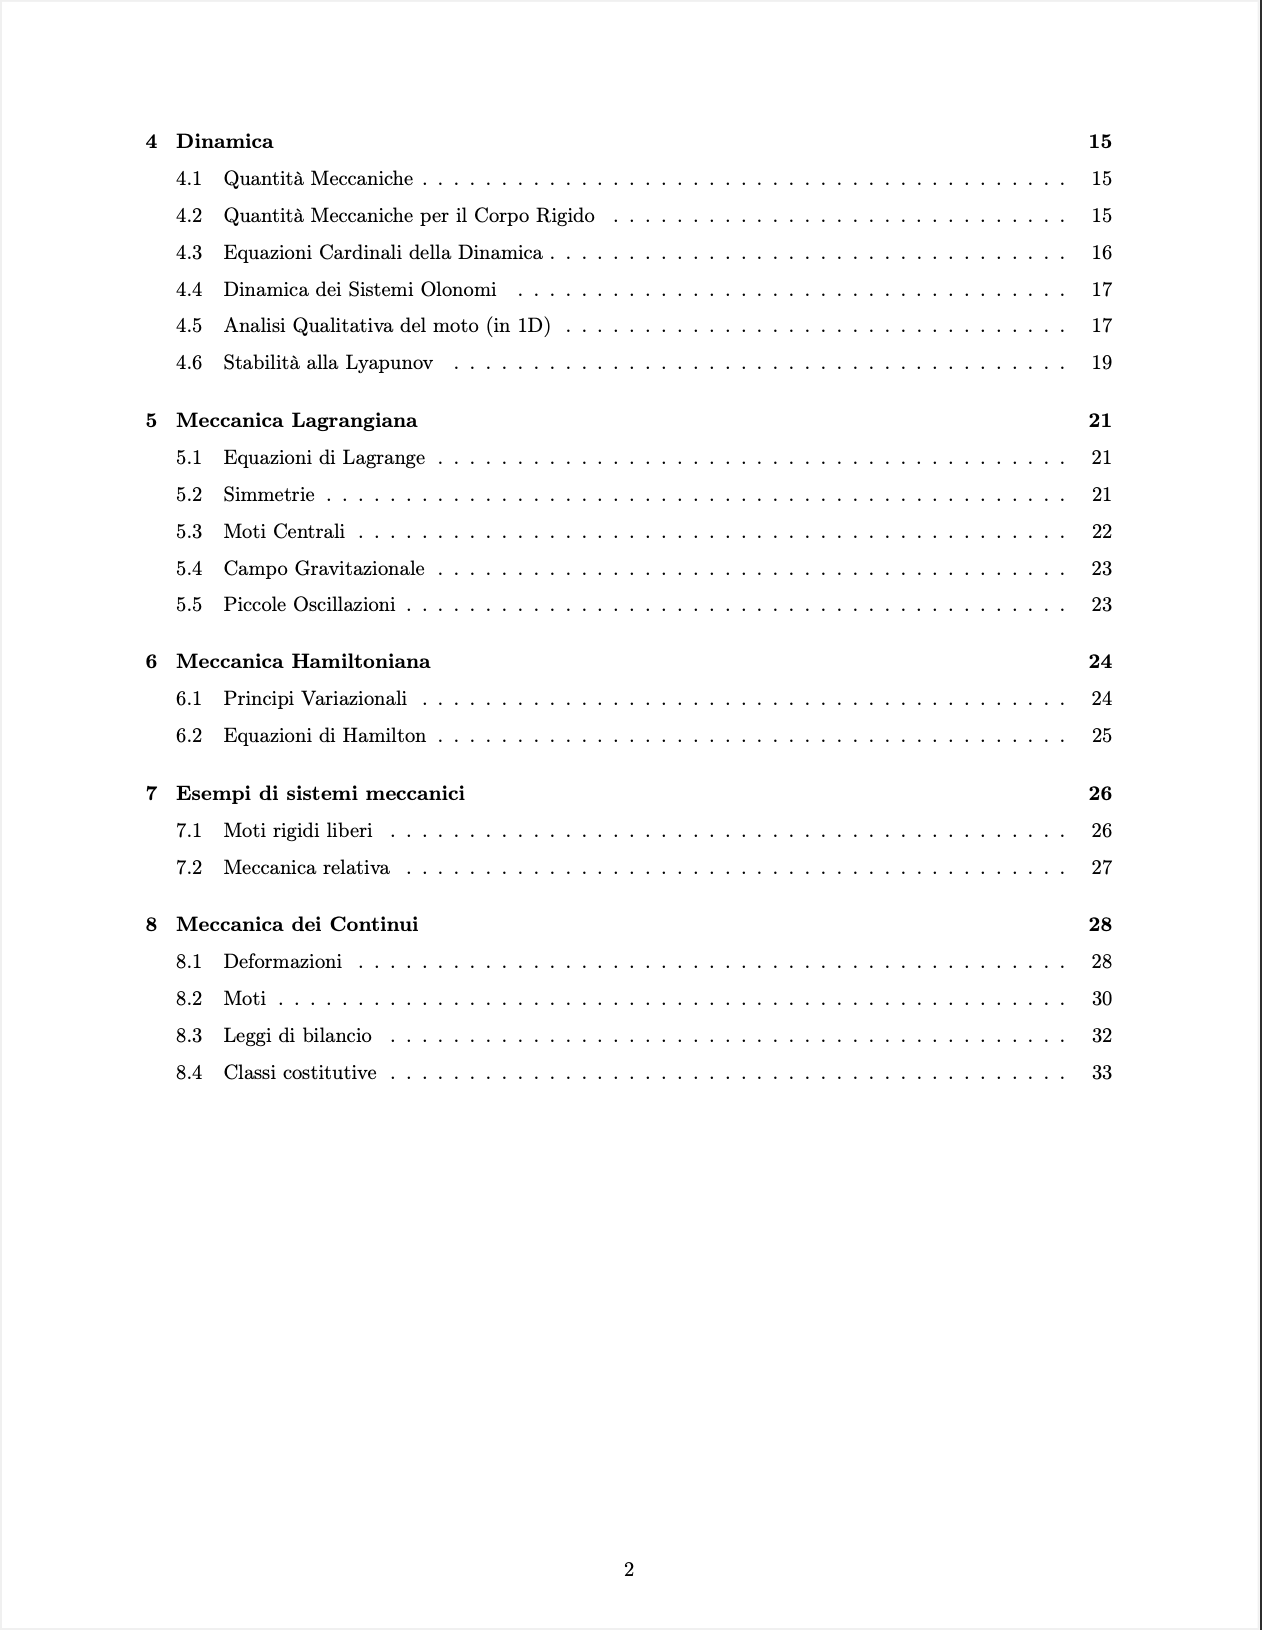 4 Dinamica 15
4.1 Quantità Meccaniche . . . . . . . . . . . . . . . . . . . . . . . . . . . . . . . . . . . . . . . . . 15
4.2 Quantità Meccaniche per il Corpo Rigido . . . . . . . . . . . . . . . . . . . . . . . . . . . . . 15
4.3 Equazioni Cardinali della Dinamica . . . . . . . . . . . . . . . . . . . . . . . . . . . . . . . . . 16
4.4 Dinamica dei Sistemi Olonomi . . . . . . . . . . . . . . . . . . . . . . . . . . . . . . . . . . . 17
4.5 Analisi Qualitativa del moto (in 1D) . . . . . . . . . . . . . . . . . . . . . . . . . . . . . . . . 17
4.6 Stabilità alla Lyapunov . . . . . . . . . . . . . . . . . . . . . . . . . . . . . . . . . . . . . . . 19
5 Meccanica Lagrangiana 21
5.1 Equazioni di Lagrange . . . . . . . . . . . . . . . . . . . . . . . . . . . . . . . . . . . . . . . . 21
5.2 Simmetrie . . . . . . . . . . . . . . . . . . . . . . . . . . . . . . . . . . . . . . . . . . . . . . . 21
5.3 Moti Centrali . . . . . . . . . . . . . . . . . . . . . . . . . . . . . . . . . . . . . . . . . . . . . 22
5.4 Campo Gravitazionale . . . . . . . . . . . . . . . . . . . . . . . . . . . . . . . . . . . . . . . . 23
5.5 Piccole Oscillazioni . . . . . . . . . . . . . . . . . . . . . . . . . . . . . . . . . . . . . . . . . . 23
6 Meccanica Hamiltoniana 24
6.1 Principi Variazionali . . . . . . . . . . . . . . . . . . . . . . . . . . . . . . . . . . . . . . . . . 24
6.2 Equazioni di Hamilton . . . . . . . . . . . . . . . . . . . . . . . . . . . . . . . . . . . . . . . . 25
7 Esempi di sistemi meccanici 26
7.1 Moti rigidi liberi . . . . . . . . . . . . . . . . . . . . . . . . . . . . . . . . . . . . . . . . . . . 26
7.2 Meccanica relativa . . . . . . . . . . . . . . . . . . . . . . . . . . . . . . . . . . . . . . . . . . 27
8 Meccanica dei Continui 28
8.1 Deformazioni . . . . . . . . . . . . . . . . . . . . . . . . . . . . . . . . . . . . . . . . . . . . . 28
8.2 Moti . . . . . . . . . . . . . . . . . . . . . . . . . . . . . . . . . . . . . . . . . . . . . . . . . . 30
8.3 Leggi di bilancio . . . . . . . . . . . . . . . . . . . . . . . . . . . . . . . . . . . . . . . . . . . 32
8.4 Classi costitutive . . . . . . . . . . . . . . . . . . . . . . . . . . . . . . . . . . . . . . . . . . . 33
2